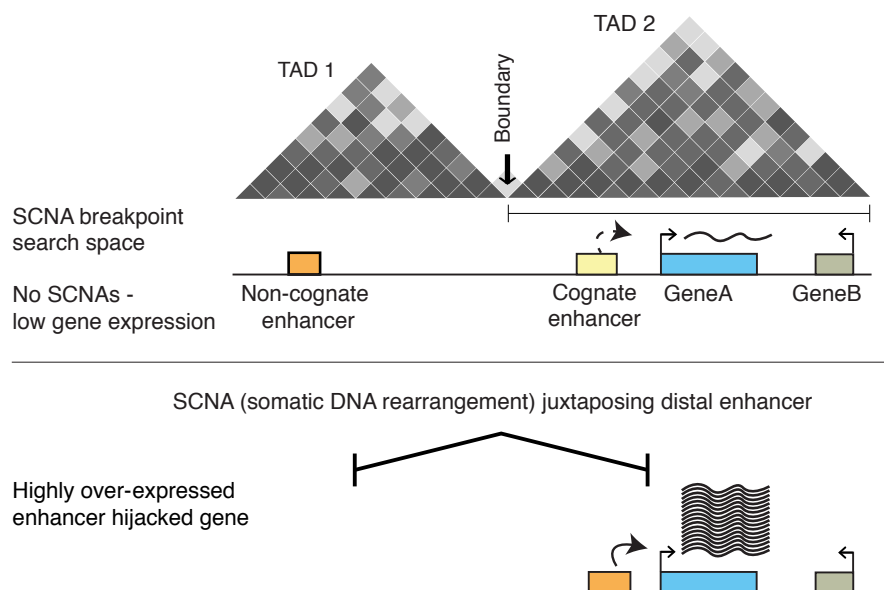 TAD 1
TAD 2
Boundary
SCNA breakpoint
search space
No SCNAs -
low gene expression
Non-cognate
enhancer
Cognate
enhancer
GeneA
GeneB
SCNA (somatic DNA rearrangement) juxtaposing distal enhancer
Highly over-expressed
enhancer hijacked gene